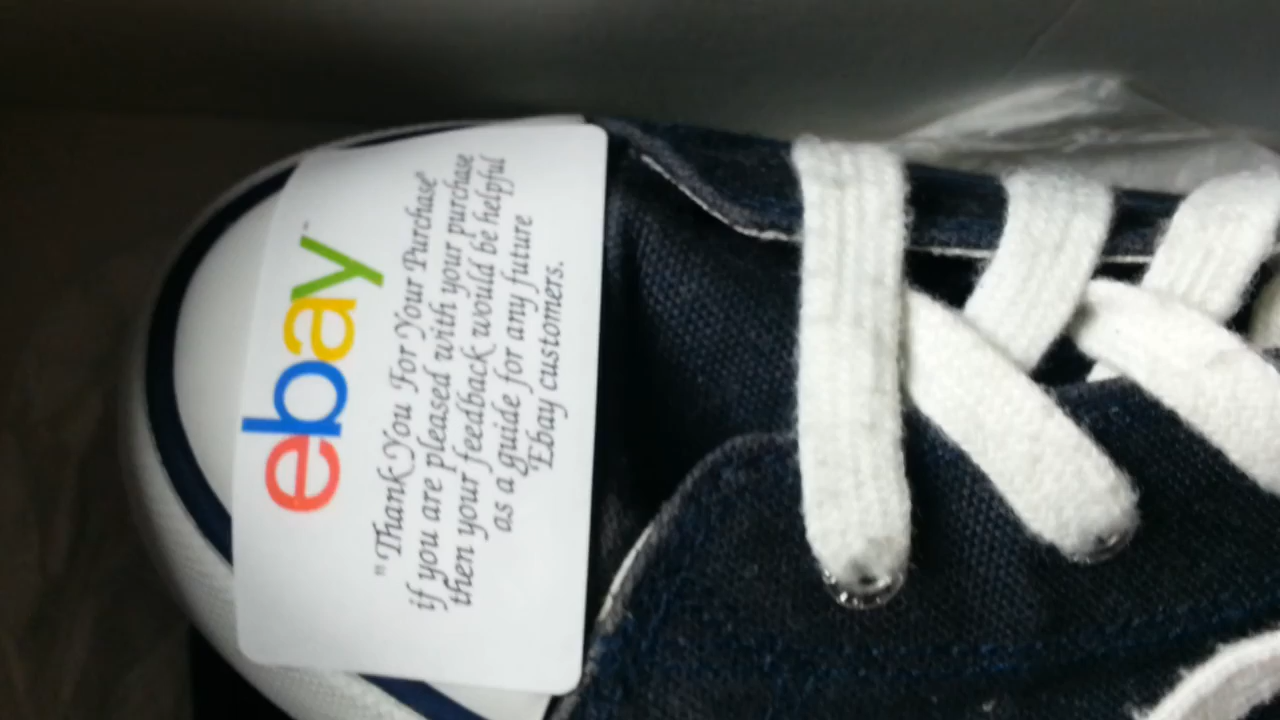 ebay
"Thank You For Your Purchase"
if you are pleased with your purchase
then your feedback would be helpful
as a guide for any future
Ebay customers.